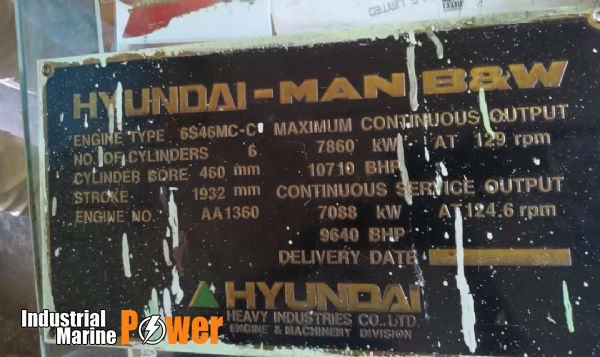 HYUNDAI-MAN B&W
ENGINE TYPE 6S46MC-C
NO. OF CYLINDERS 6
CYLINDER BORE 460 mm
STROKE 1932 mm
ENGINE NO. AA1360
MAXIMUM CONTINUOUS OUTPUT
7860 kW AT 129 rpm
10710 BHP
CONTINUOUS SERVICE OUTPUT
7088 kW AT 124.6 rpm
9640 BHP
DELIVERY DATE
HYUNDAI
HEAVY INDUSTRIES CO., LTD.
ENGINE & MACHINERY DIVISION
Industrial
Marine Power